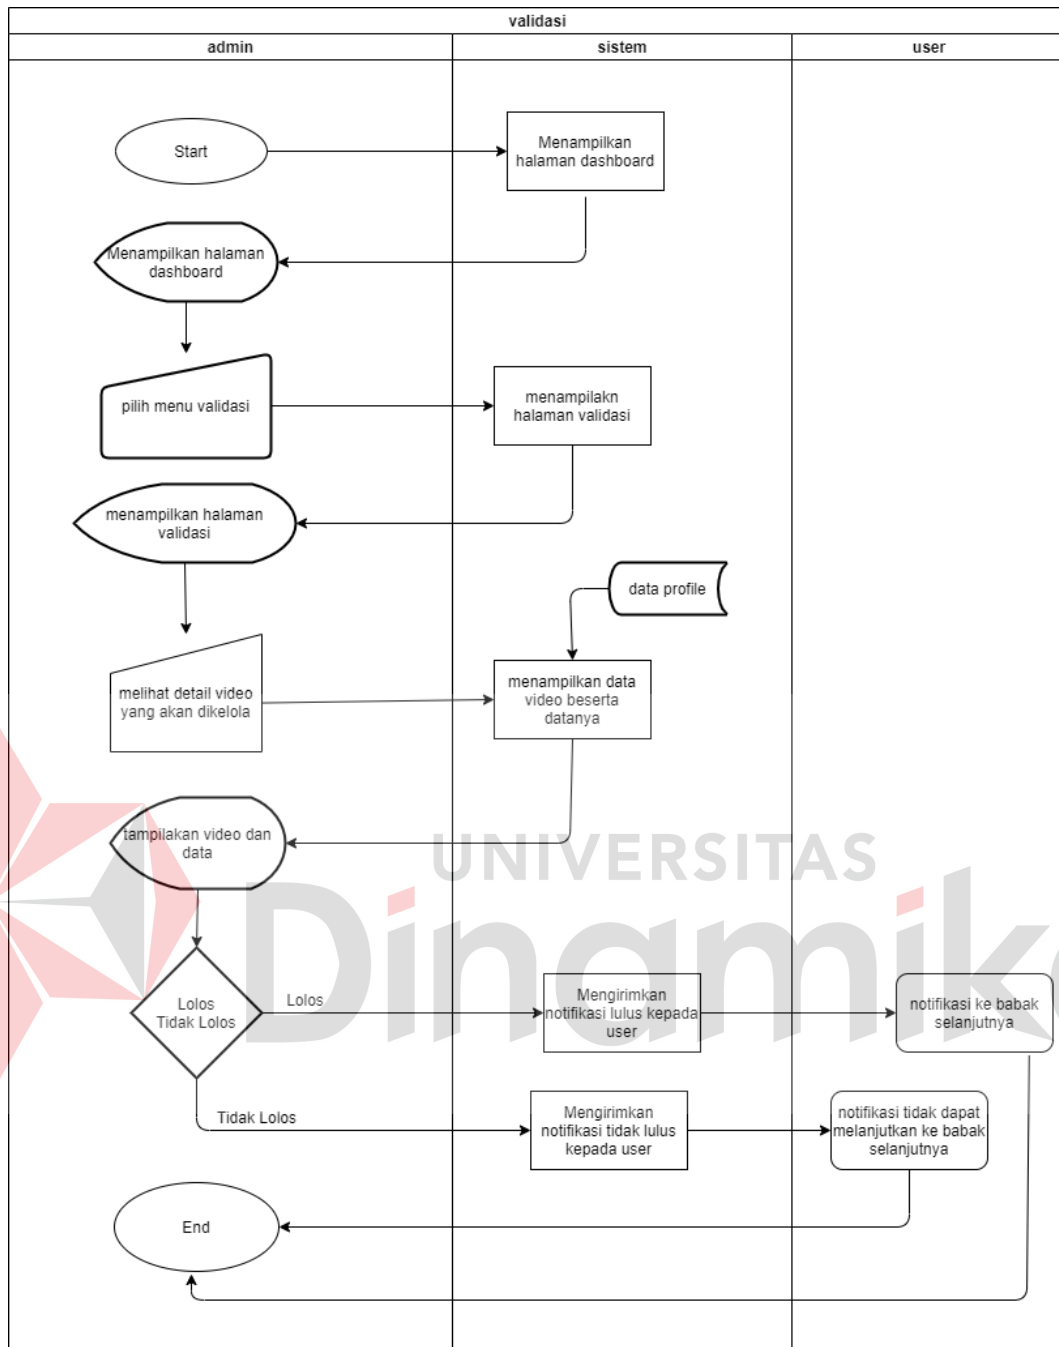 validasi
admin
sistem
user
Start
Menampilkan
halaman dashboard
Menampilkan halaman
dashboard
pilih menu validasi
menampilakn
halaman validasi
menampilkan halaman
validasi
data profile
melihat detail video
yang akan dikelola
menampilkan data
video beserta
datanya
tampilakan video dan
data
UNIVERSITAS
Dinamika
Lolos
Tidak Lolos
Lolos
Mengirimkan
notifikasi lulus kepada
user
notifikasi ke babak
selanjutnya
Tidak Lolos
Mengirimkan
notifikasi tidak lulus
kepada user
notifikasi tidak dapat
melanjutkan ke babak
selanjutnya
End